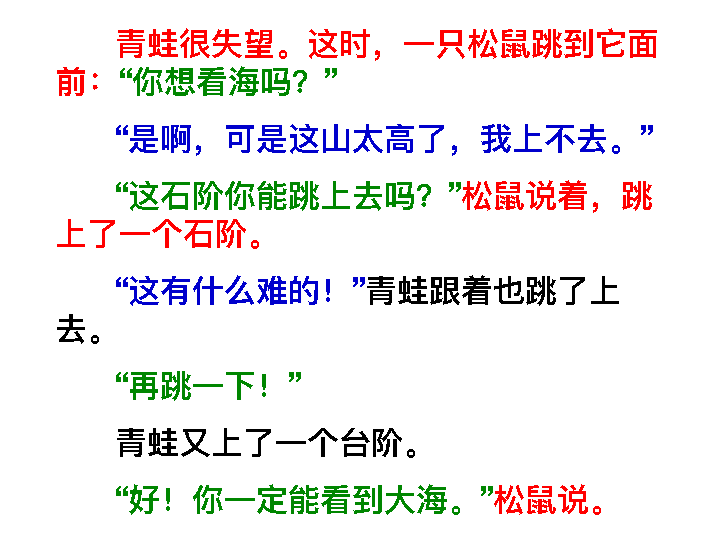 青蛙很失望。这时，一只松鼠跳到它面
前：“你想看海吗？”
“是啊，可是这山太高了，我上不去。”
“这石阶你能跳上去吗？”松鼠说着，跳
上了一个石阶。
“这有什么难的！”青蛙跟着也跳了上
去。
“再跳一下！”
青蛙又上了一个台阶。
“好！你一定能看到大海。”松鼠说。